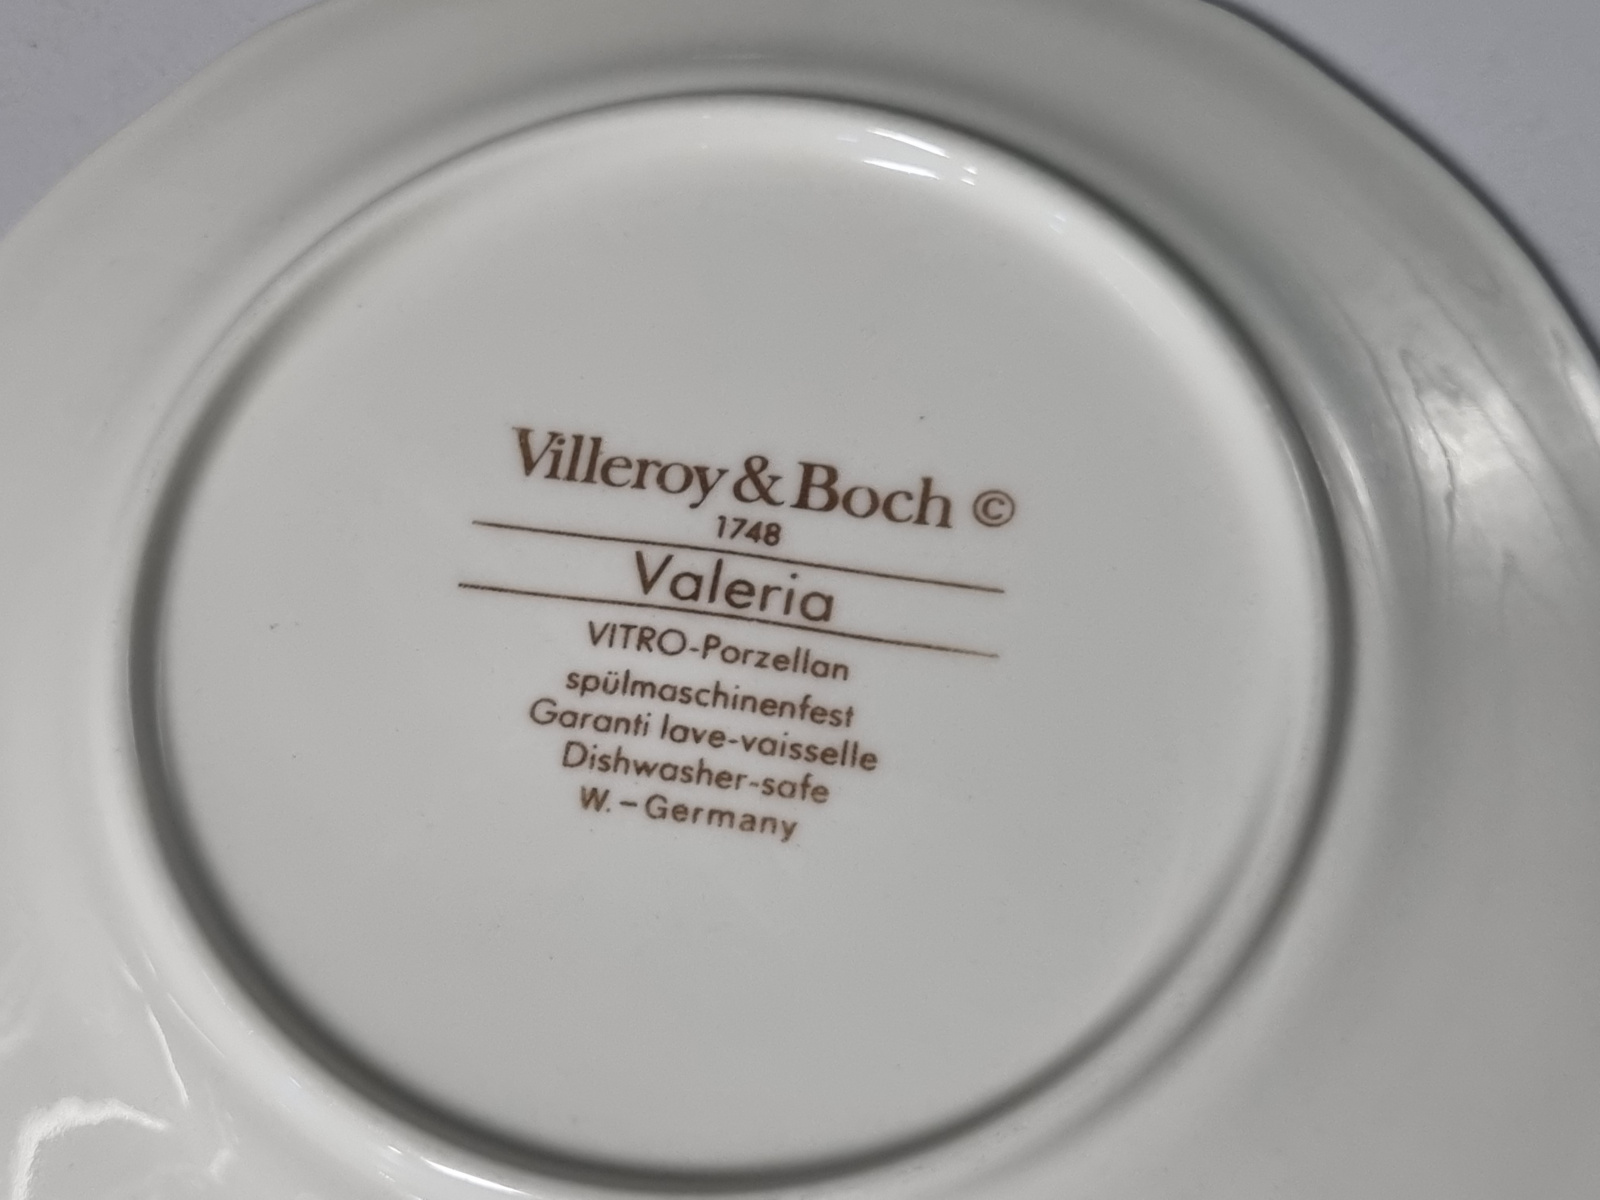 Villeroy & Boch ©
1748
Valeria
VITRO-Porzellan
spülmaschinenfest
Garanti lave-vaisselle
Dishwasher-safe
W.-Germany